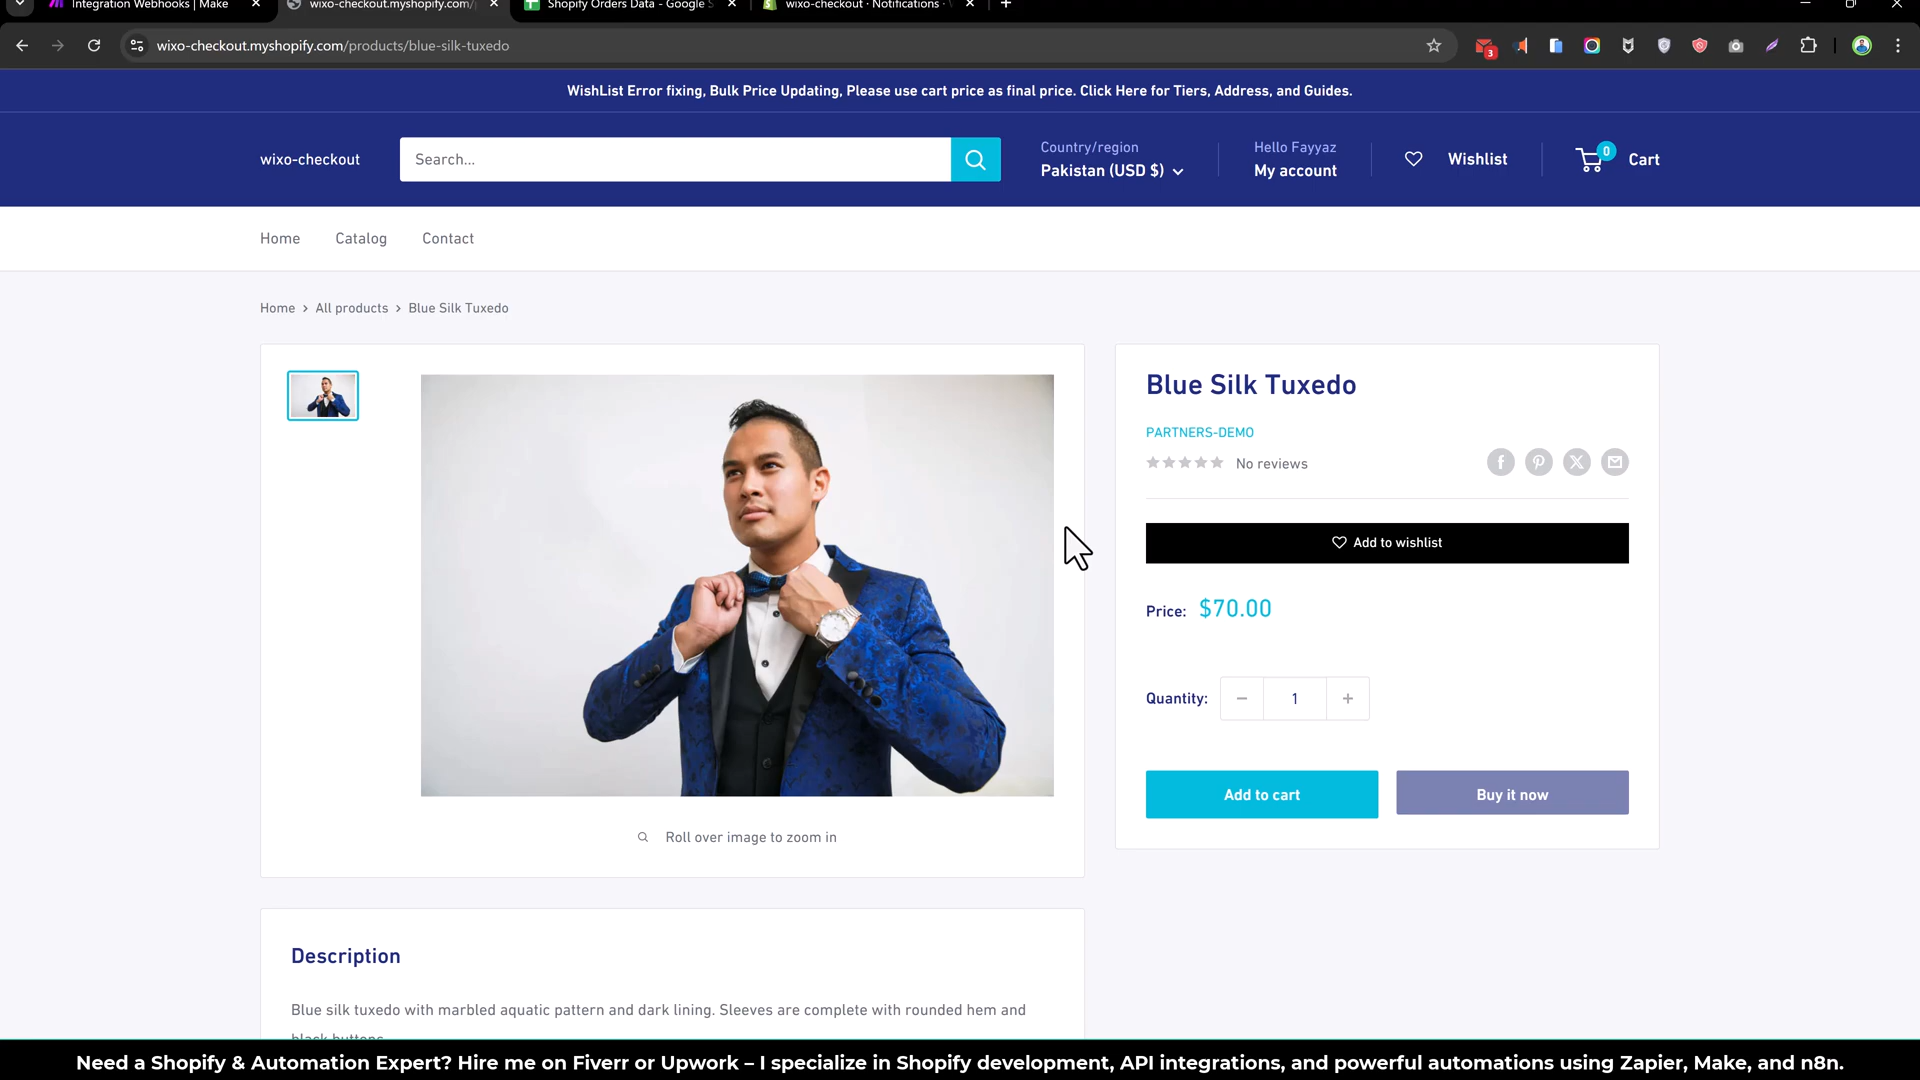 Integration Webhooks | Make
wixo-checkout.myshopify.com/
Shopify Orders Data - Google S
wixo-checkout · Notifications ·
wixo-checkout.myshopify.com/products/blue-silk-tuxedo
3
WishList Error fixing, Bulk Price Updating, Please use cart price as final price. Click Here for Tiers, Address, and Guides.
wixo-checkout
Search...
Country/region
Pakistan (USD $)
Hello Fayyaz
My account
Wishlist
0
Cart
Home
Catalog
Contact
Home > All products > Blue Silk Tuxedo
Blue Silk Tuxedo
PARTNERS-DEMO
No reviews
Add to wishlist
Price: $70.00
Quantity: − 1 +
Add to cart
Buy it now
Roll over image to zoom in
Description
Blue silk tuxedo with marbled aquatic pattern and dark lining. Sleeves are complete with rounded hem and
black buttons.
Need a Shopify & Automation Expert? Hire me on Fiverr or Upwork – I specialize in Shopify development, API integrations, and powerful automations using Zapier, Make, and n8n.